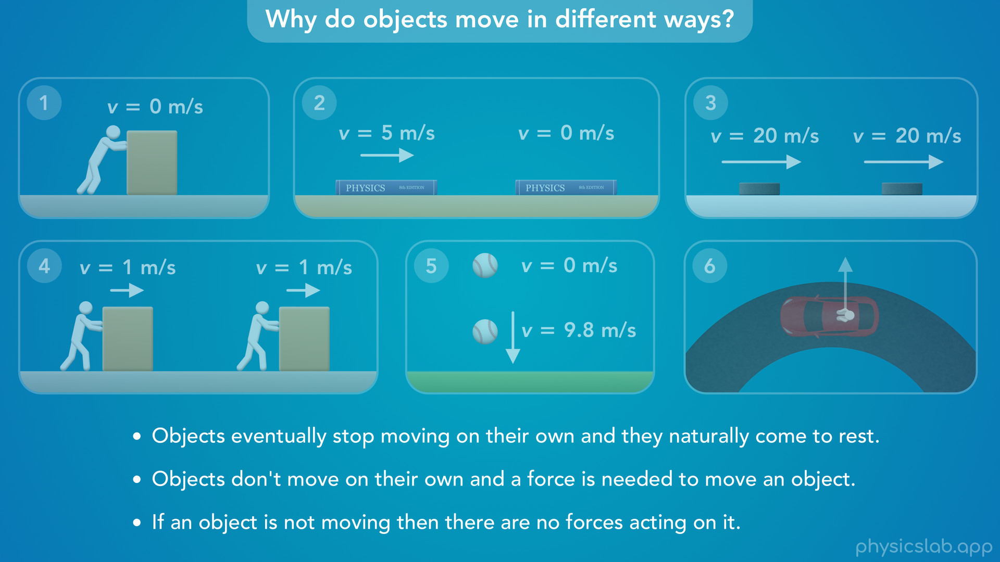 Why do objects move in different ways?
1
v = 0 m/s
2
v = 5 m/s
v = 0 m/s
PHYSICS 8th EDITION
PHYSICS 8th EDITION
3
v = 20 m/s
v = 20 m/s
4
v = 1 m/s
v = 1 m/s
5
v = 0 m/s
v = 9.8 m/s
6
• Objects eventually stop moving on their own and they naturally come to rest.
• Objects don't move on their own and a force is needed to move an object.
• If an object is not moving then there are no forces acting on it.
physicslab.app